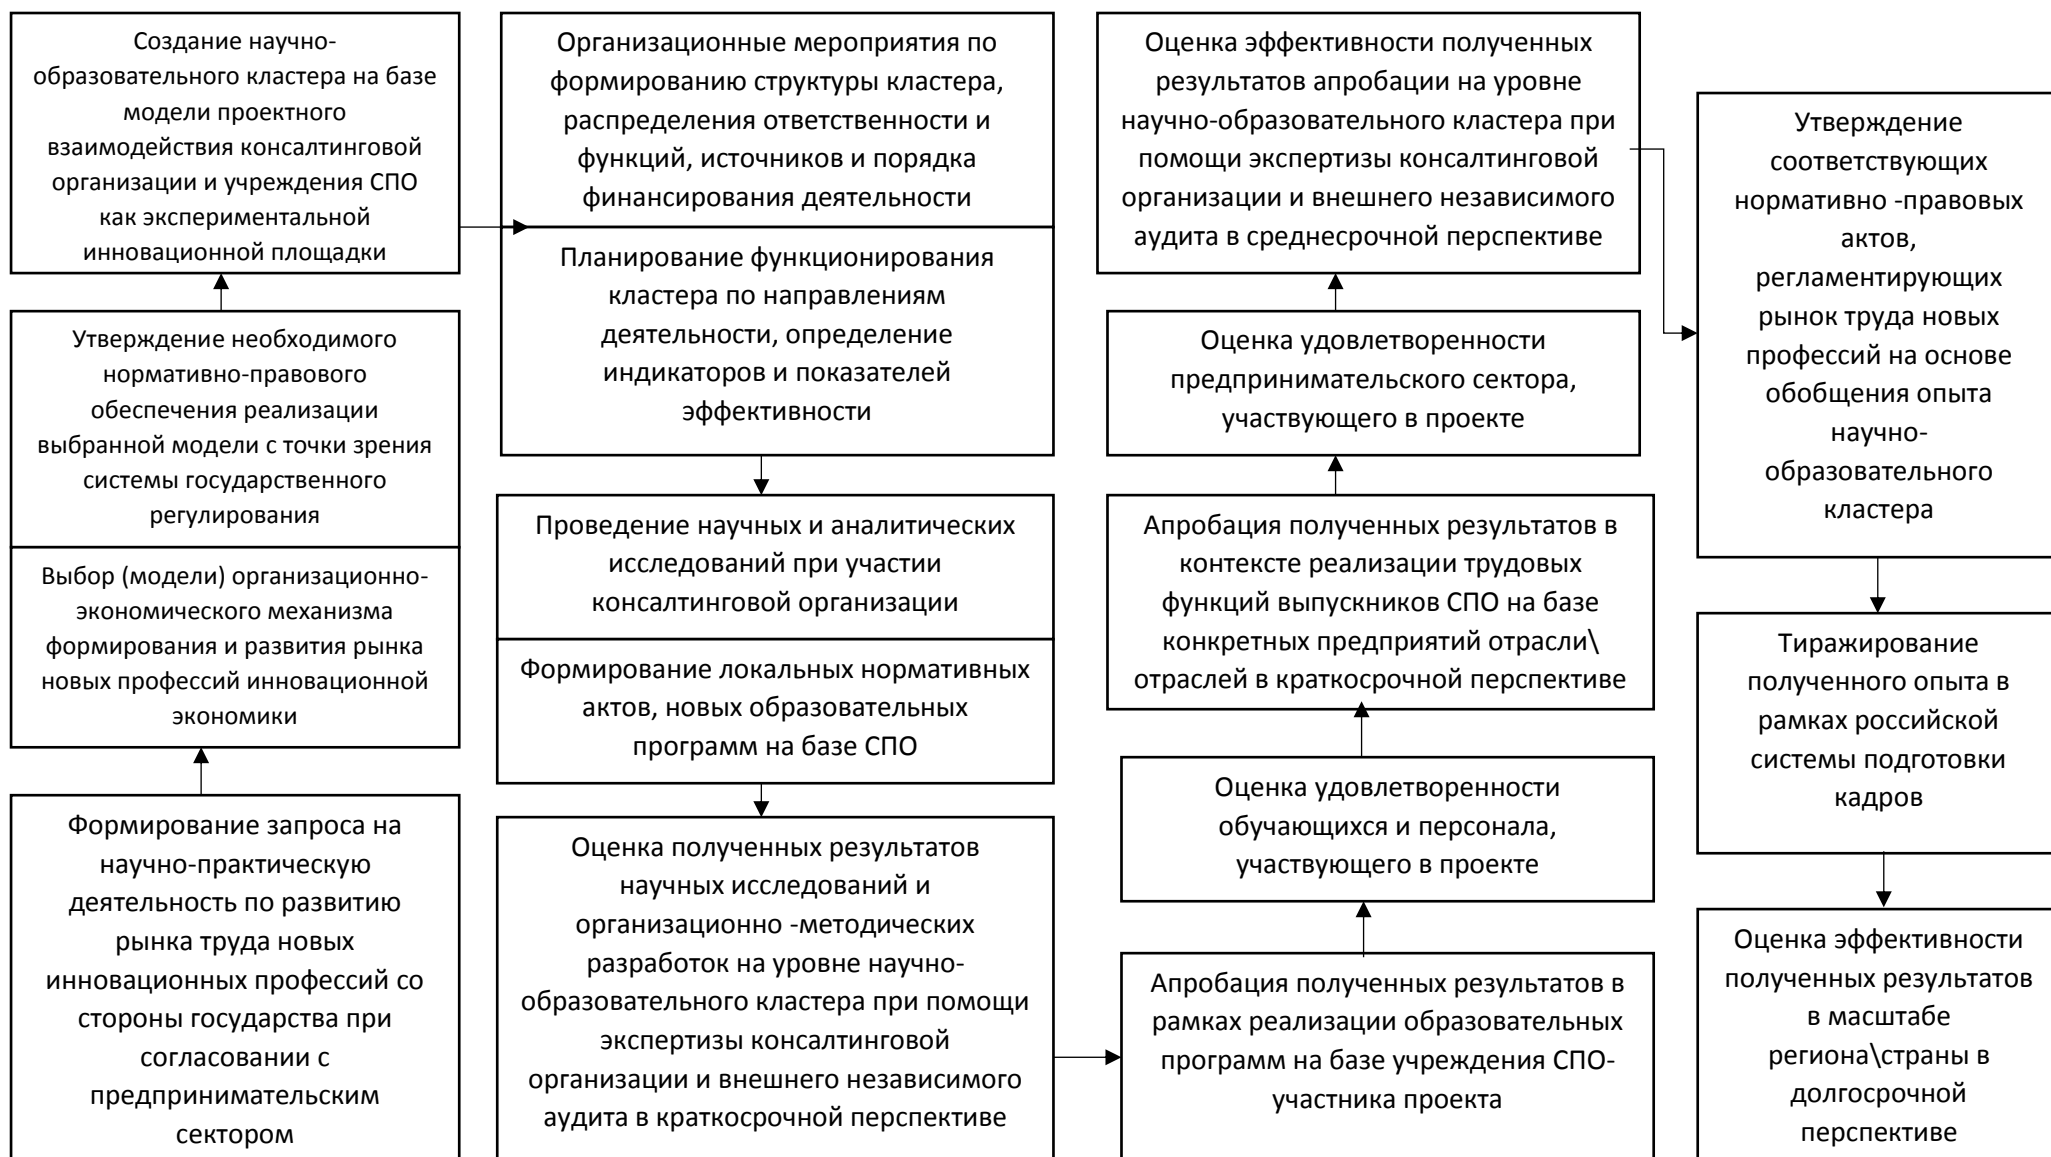 Создание научно-
образовательного кластера на базе
модели проектного
взаимодействия консалтинговой
организации и учреждения СПО
как экспериментальной
инновационной площадки
Утверждение необходимого
нормативно-правового
обеспечения реализации
выбранной модели с точки зрения
системы государственного
регулирования
Выбор (модели) организационно-
экономического механизма
формирования и развития рынка
новых профессий инновационной
экономики
Формирование запроса на
научно-практическую
деятельность по развитию
рынка труда новых
инновационных профессий со
стороны государства при
согласовании с
предпринимательским
сектором
Организационные мероприятия по
формированию структуры кластера,
распределения ответственности и
функций, источников и порядка
финансирования деятельности
Планирование функционирования
кластера по направлениям
деятельности, определение
индикаторов и показателей
эффективности
Проведение научных и аналитических
исследований при участии
консалтинговой организации
Формирование локальных нормативных
актов, новых образовательных
программ на базе СПО
Оценка полученных результатов
научных исследований и
организационно -методических
разработок на уровне научно-
образовательного кластера при помощи
экспертизы консалтинговой
организации и внешнего независимого
аудита в краткосрочной перспективе
Оценка эффективности полученных
результатов апробации на уровне
научно-образовательного кластера при
помощи экспертизы консалтинговой
организации и внешнего независимого
аудита в среднесрочной перспективе
Оценка удовлетворенности
предпринимательского сектора,
участвующего в проекте
Апробация полученных результатов в
контексте реализации трудовых
функций выпускников СПО на базе
конкретных предприятий отрасли\
отраслей в краткосрочной перспективе
Оценка удовлетворенности
обучающихся и персонала,
участвующего в проекте
Апробация полученных результатов в
рамках реализации образовательных
программ на базе учреждения СПО-
участника проекта
Утверждение
соответствующих
нормативно -правовых
актов,
регламентирующих
рынок труда новых
профессий на основе
обобщения опыта
научно-
образовательного
кластера
Тиражирование
полученного опыта в
рамках российской
системы подготовки
кадров
Оценка эффективности
полученных результатов
в масштабе
региона\страны в
долгосрочной
перспективе